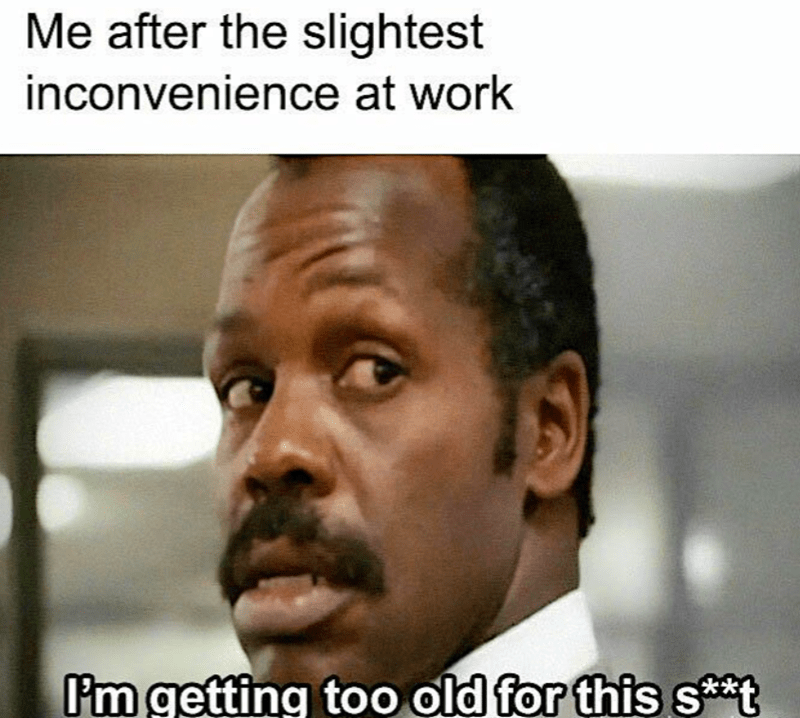 Me after the slightest
inconvenience at work
I'm getting too old for this s**t